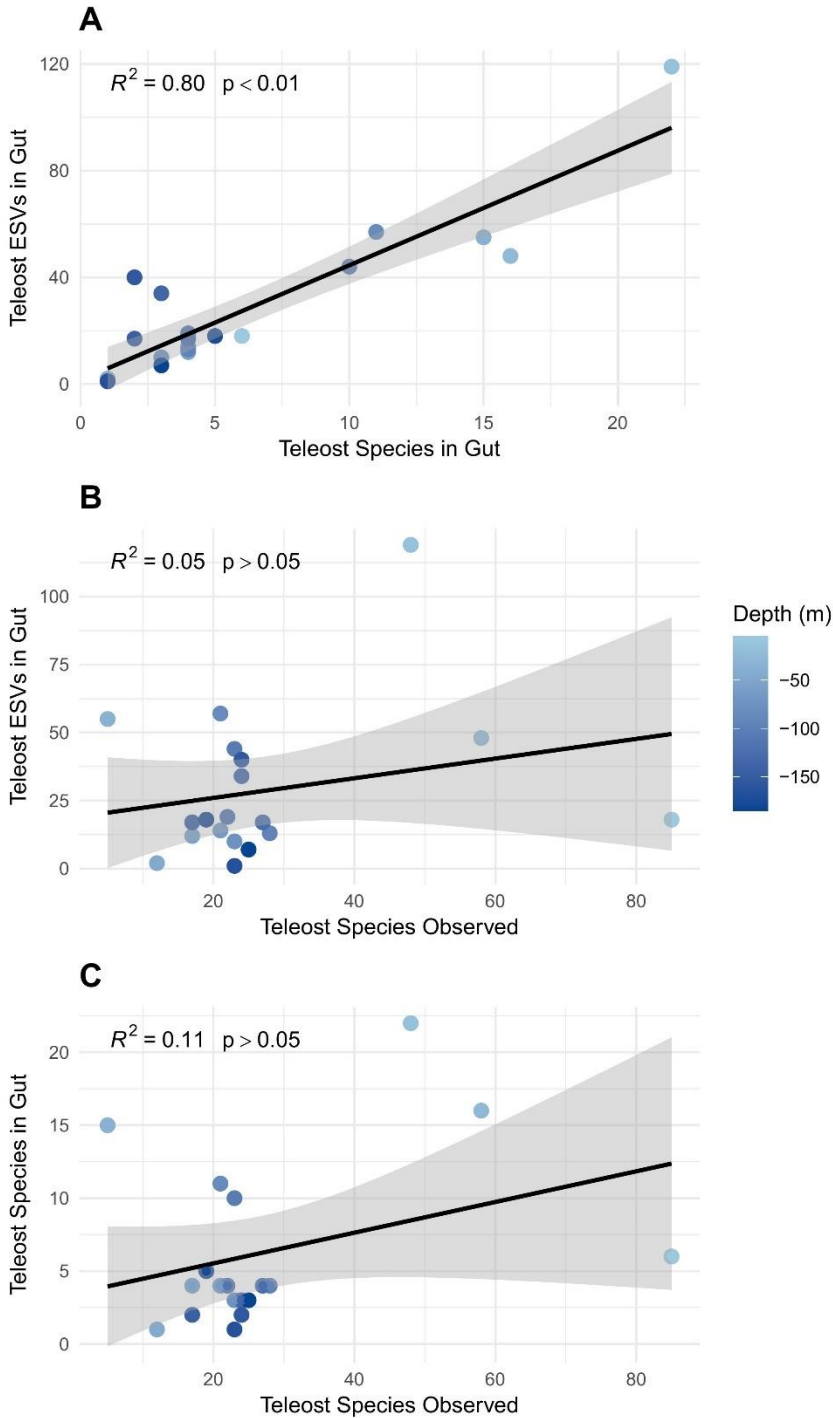 A
R² = 0.80 p < 0.01
120
80
40
0
Teleost ESVs in Gut
0 5 10 15 20
Teleost Species in Gut
B
R² = 0.05 p > 0.05
100
75
50
25
0
Teleost ESVs in Gut
20 40 60 80
Teleost Species Observed
Depth (m)
−50
−100
−150
C
R² = 0.11 p > 0.05
20
15
10
5
0
Teleost Species in Gut
20 40 60 80
Teleost Species Observed